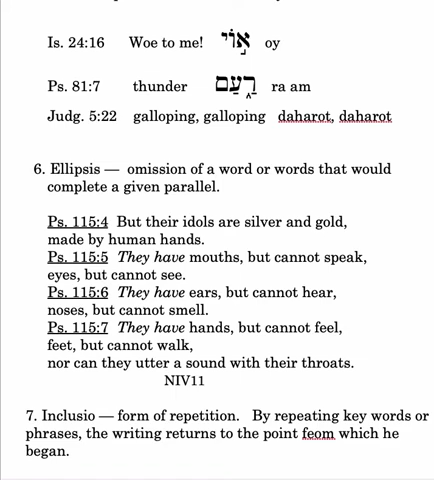 Is. 24:16 Woe to me! א֣וֹי oy
Ps. 81:7 thunder רַ֑עַם ra am
Judg. 5:22 galloping, galloping daharot, daharot
6. Ellipsis — omission of a word or words that would
complete a given parallel.
Ps. 115:4 But their idols are silver and gold,
made by human hands.
Ps. 115:5 They have mouths, but cannot speak,
eyes, but cannot see.
Ps. 115:6 They have ears, but cannot hear,
noses, but cannot smell.
Ps. 115:7 They have hands, but cannot feel,
feet, but cannot walk,
nor can they utter a sound with their throats.
NIV11
7. Inclusio — form of repetition. By repeating key words or
phrases, the writing returns to the point feom which he
began.